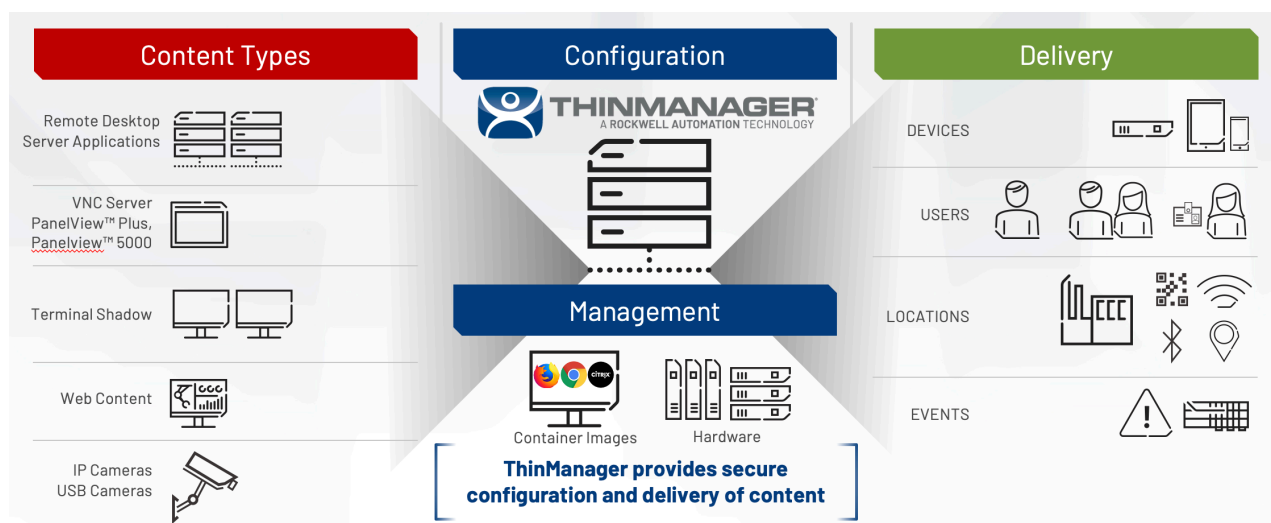 Content Types
Remote Desktop
Server Applications
VNC Server
PanelView™ Plus,
Panelview™ 5000
Terminal Shadow
Web Content
IP Cameras
USB Cameras
Configuration
THINMANAGER®
A ROCKWELL AUTOMATION TECHNOLOGY
Management
CİTRIX
Container Images
Hardware
ThinManager provides secure
configuration and delivery of content
Delivery
DEVICES
USERS
LOCATIONS
EVENTS